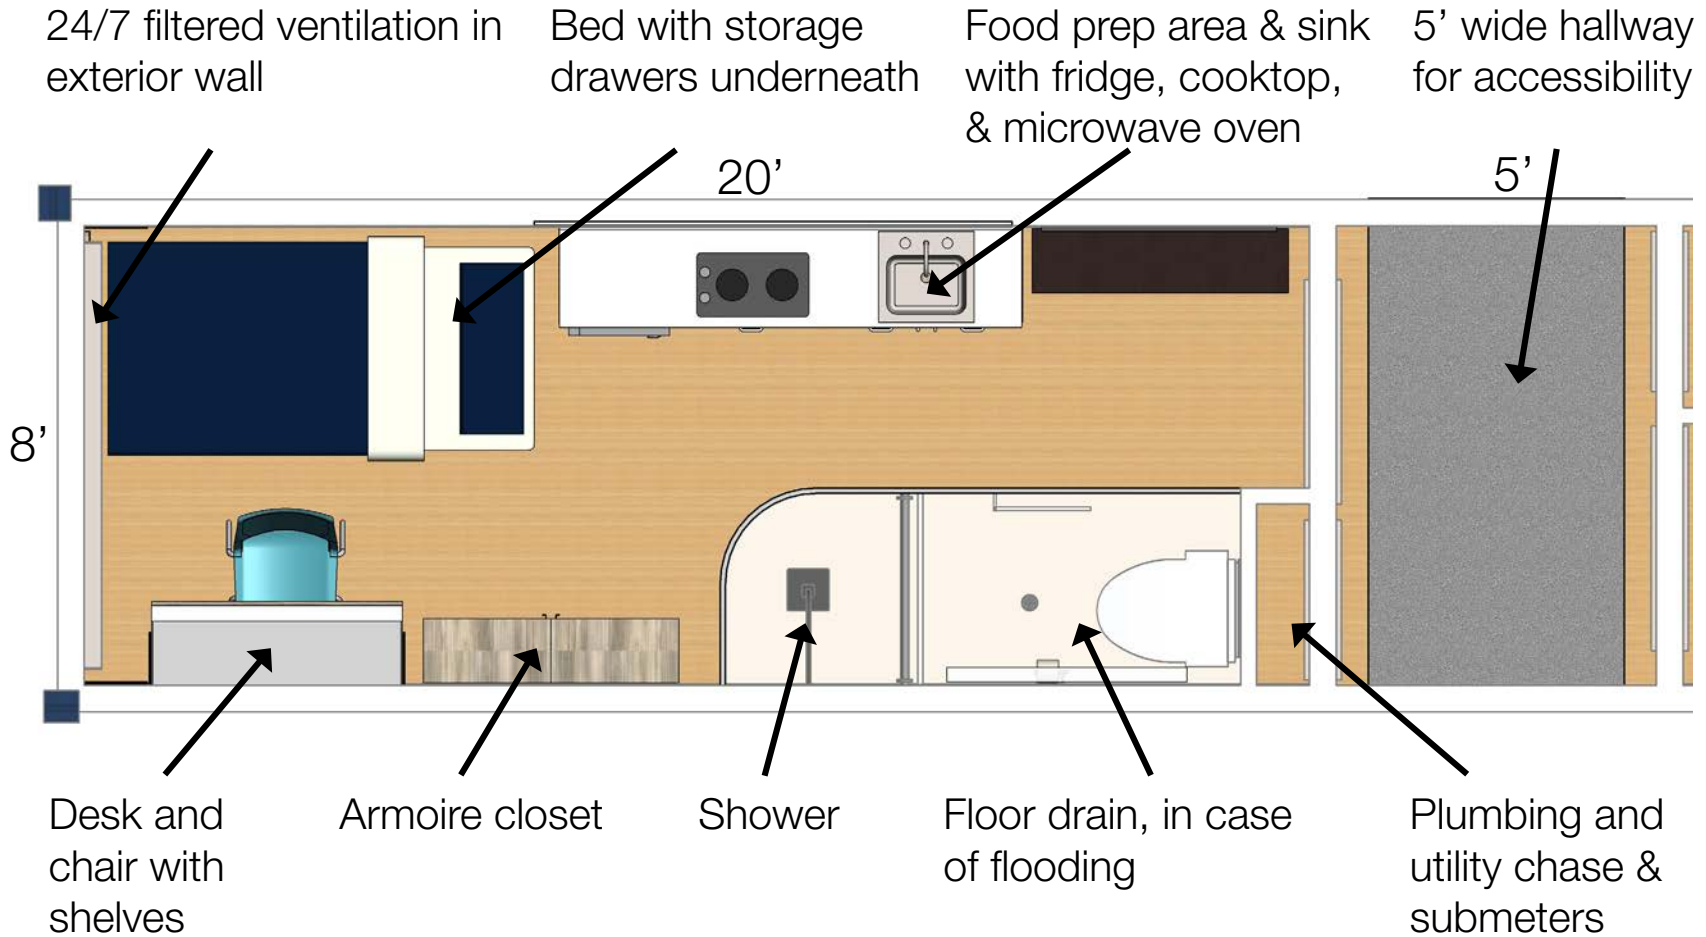 24/7 filtered ventilation in
exterior wall
Bed with storage
drawers underneath
Food prep area & sink
with fridge, cooktop,
& microwave oven
5’ wide hallway
for accessibility
20’
5’
8’
Desk and
chair with
shelves
Armoire closet
Shower
Floor drain, in case
of flooding
Plumbing and
utility chase &
submeters